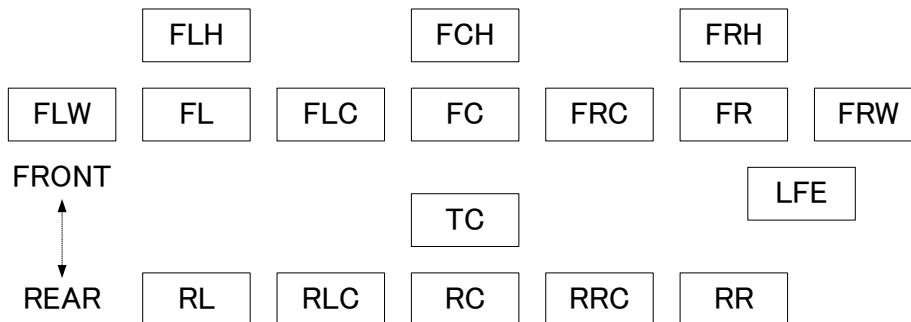 FLH FCH FRH
FLW FL FLC FC FRC FR FRW
FRONT
LFE
TC
REAR RL RLC RC RRC RR